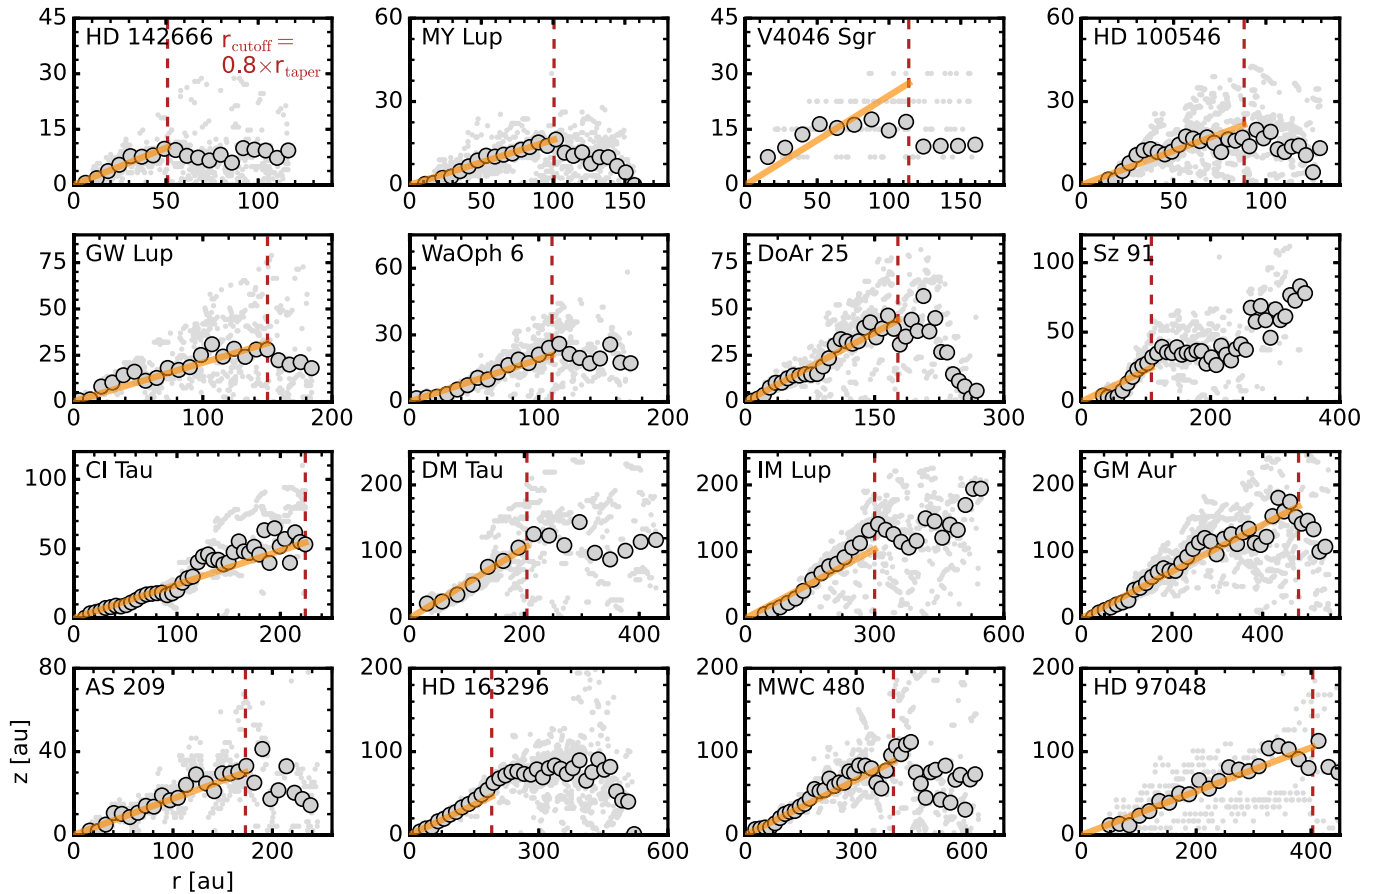 45
30
15
0
HD 142666
r_cutoff =
0.8×r_taper
0 50 100
60
30
0
MY Lup
0 50 100 150
45
30
15
0
V4046 Sgr
0 50 100 150
60
30
0
HD 100546
0 50 100
75
50
25
0
GW Lup
0 100 200
60
30
0
WaOph 6
0 100 200
75
50
25
0
DoAr 25
0 150 300
100
50
0
Sz 91
0 200 400
100
50
0
CI Tau
0 100 200
200
100
0
DM Tau
0 200 400
200
100
0
IM Lup
0 300 600
200
100
0
GM Aur
0 200 400
80
40
0
AS 209
0 100 200
200
100
0
HD 163296
0 150 300 450 600
200
100
0
MWC 480
0 200 400 600
200
100
0
HD 97048
0 200 400
z [au]
r [au]